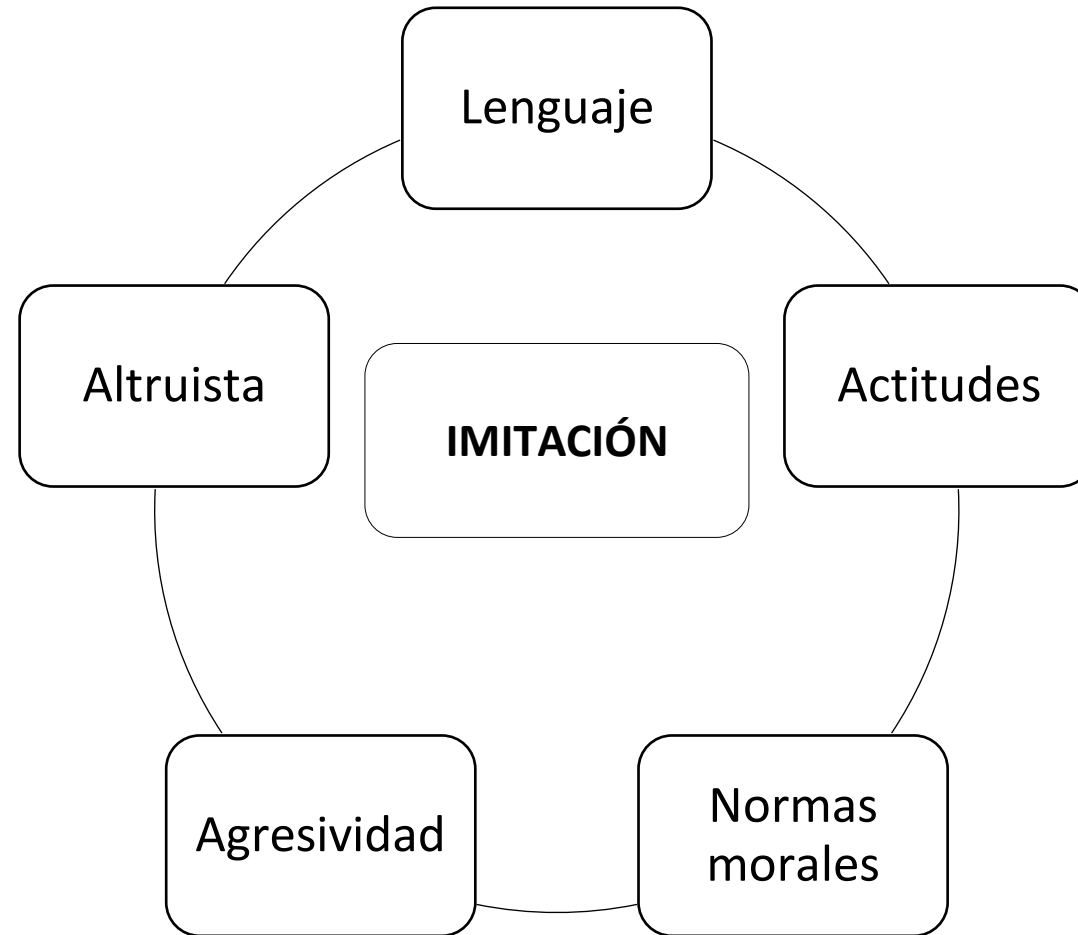 Lenguaje
Altruista
Actitudes
IMITACIÓN
Agresividad
Normas
morales